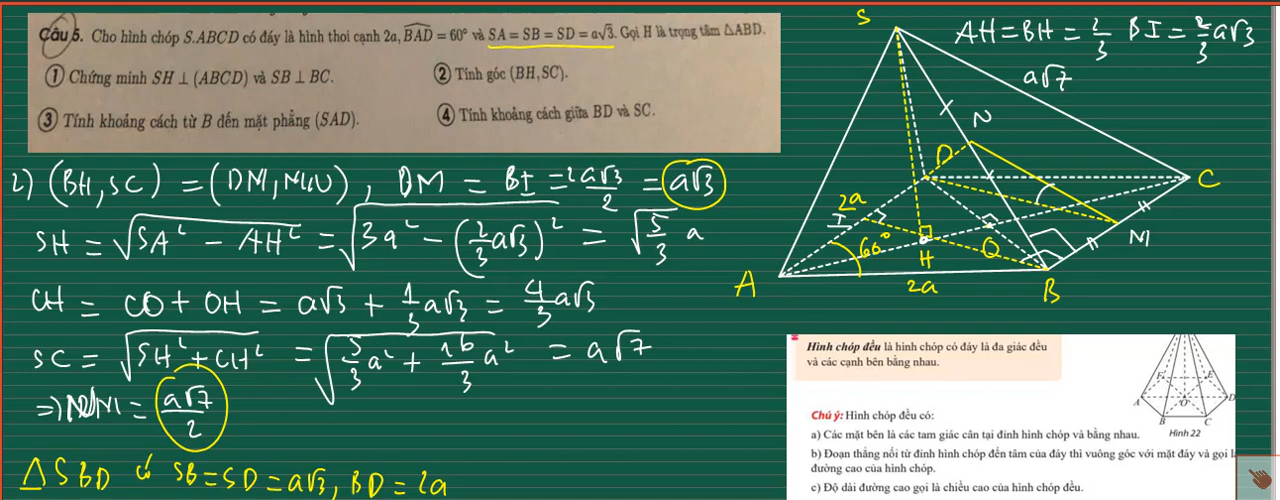 Câu 5. Cho hình chóp S.ABCD có đáy là hình thoi cạnh 2a, BAD = 60° và SA = SB = SD = a√3. Gọi H là trọng tâm ΔABD.
① Chứng minh SH ⊥ (ABCD) và SB ⊥ BC.
② Tính góc (BH,SC).
③ Tính khoảng cách từ B đến mặt phẳng (SAD).
④ Tính khoảng cách giữa BD và SC.
AH = BH = 2/3 BI = 2/3 a√3
2) (BH, SC) = (DM, MN), DM = BI = 2a√3/2 = a√3
SH = √(SA² - AH²) = √(3a² - (2/3 a√3)²) = √(5/3) a
CH = CO + OH = a√3 + 1/3 a√3 = 4/3 a√3
SC = √(SH² + CH²) = √(5/3 a² + 16/3 a²) = a√7
=> NM = a√7/2
ΔSBD có SB = SD = a√3, BD = 2a
S
a√7
N
D
C
2a
I
60°
H
O
M
A
2a
B
Hình chóp đều là hình chóp có đáy là đa giác đều
và các cạnh bên bằng nhau.
Chú ý: Hình chóp đều có:
a) Các mặt bên là các tam giác cân tại đỉnh hình chóp và bằng nhau.
b) Đoạn thẳng nối từ đỉnh hình chóp đến tâm của đáy thì vuông góc với mặt đáy và gọi l
đường cao của hình chóp.
c) Độ dài đường cao gọi là chiều cao của hình chóp đều.
F
E
A
O
D
B
C
Hình 22